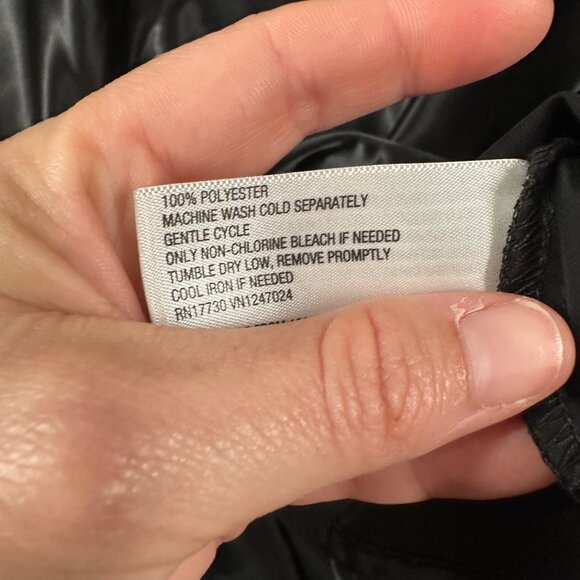 100% POLYESTER
MACHINE WASH COLD SEPARATELY
GENTLE CYCLE
ONLY NON-CHLORINE BLEACH IF NEEDED
TUMBLE DRY LOW, REMOVE PROMPTLY
COOL IRON IF NEEDED
RN17730 VN1247024